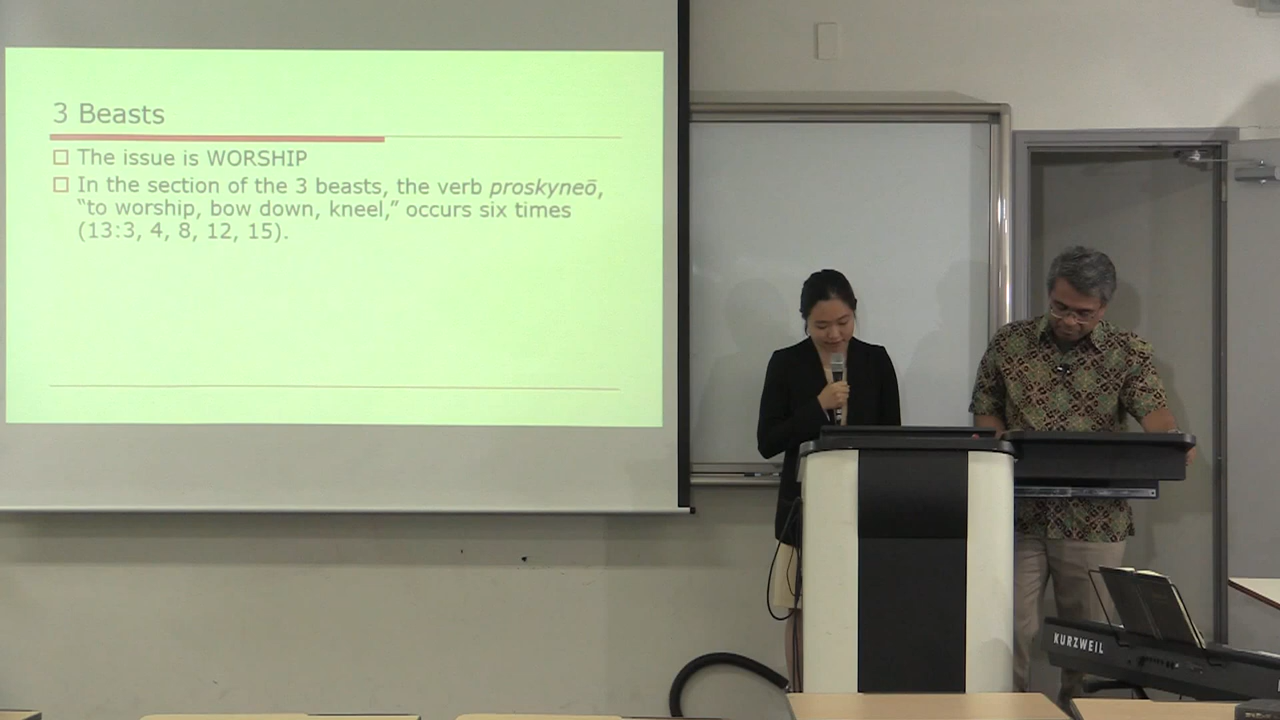 3 Beasts
The issue is WORSHIP
In the section of the 3 beasts, the verb proskyneō,
“to worship, bow down, kneel,” occurs six times
(13:3, 4, 8, 12, 15).
KURZWEIL